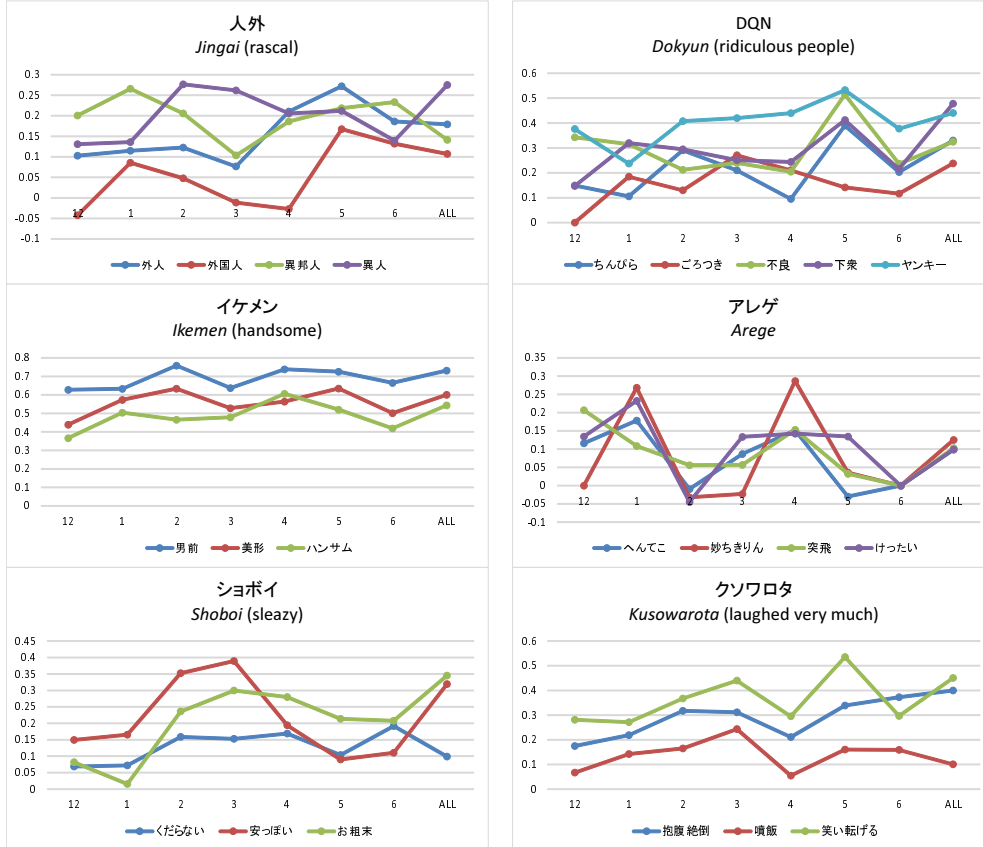 人外
Jingai (rascal)
0.3
0.25
0.2
0.15
0.1
0.05
0
-0.05
-0.1
12 1 2 3 4 5 6 ALL
外人 外国人 異邦人 異人
DQN
Dokyun (ridiculous people)
0.6
0.5
0.4
0.3
0.2
0.1
0
12 1 2 3 4 5 6 ALL
ちんぴら ごろつき 不良 下衆 ヤンキー
イケメン
Ikemen (handsome)
0.8
0.7
0.6
0.5
0.4
0.3
0.2
0.1
0
12 1 2 3 4 5 6 ALL
男前 美形 ハンサム
アレゲ
Arege
0.35
0.3
0.25
0.2
0.15
0.1
0.05
0
-0.05
-0.1
12 1 2 3 4 5 6 ALL
へんてこ 妙ちきりん 突飛 けったい
ショボイ
Shoboi (sleazy)
0.45
0.4
0.35
0.3
0.25
0.2
0.15
0.1
0.05
0
12 1 2 3 4 5 6 ALL
くだらない 安っぽい お粗末
クソワロタ
Kusowarota (laughed very much)
0.6
0.5
0.4
0.3
0.2
0.1
0
12 1 2 3 4 5 6 ALL
抱腹絶倒 噴飯 笑い転げる